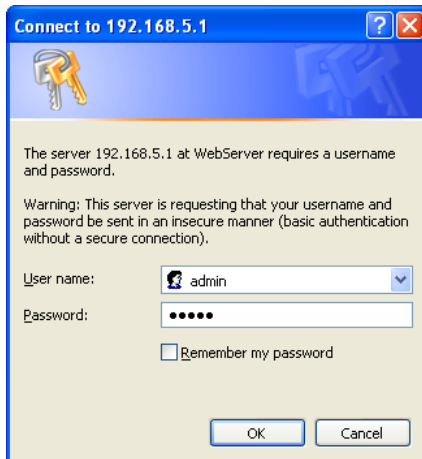 Connect to 192.168.5.1
The server 192.168.5.1 at WebServer requires a username
and password.
Warning: This server is requesting that your username and
password be sent in an insecure manner (basic authentication
without a secure connection).
User name:
admin
Password:
•••••
Remember my password
OK
Cancel